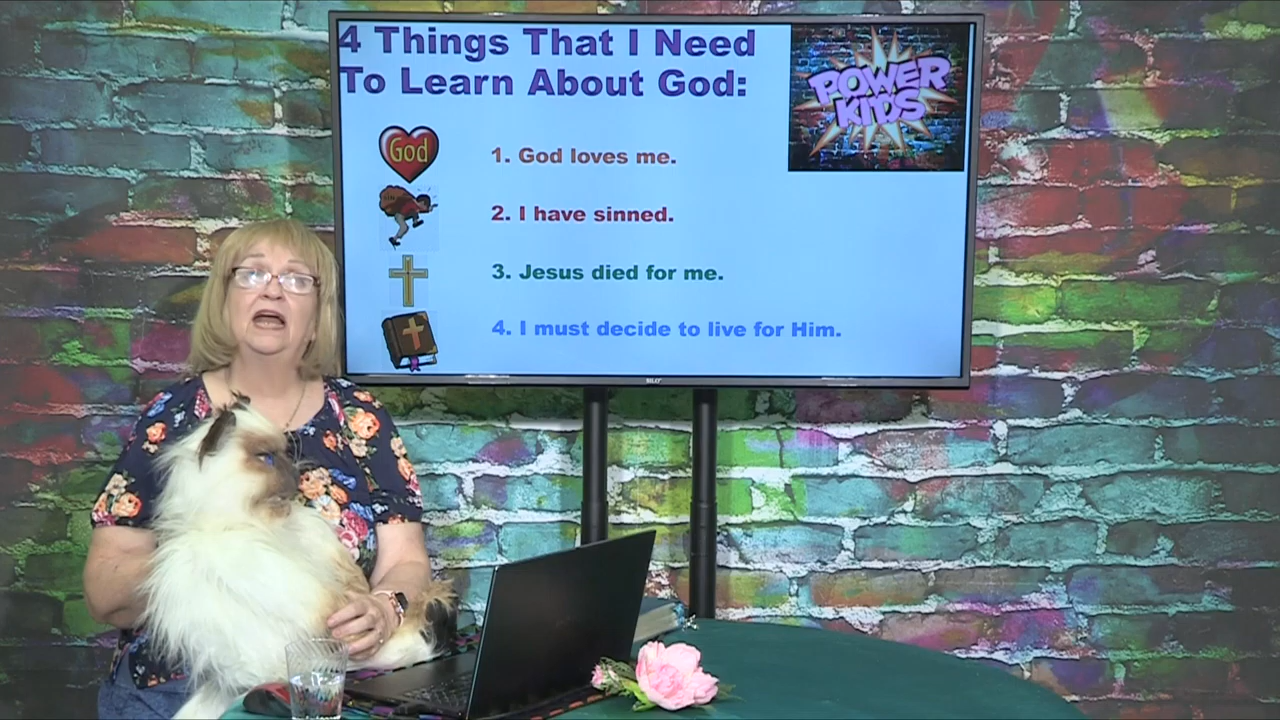 4 Things That I Need
To Learn About God:
POWER
KIDS
God
1. God loves me.
2. I have sinned.
3. Jesus died for me.
4. I must decide to live for Him.